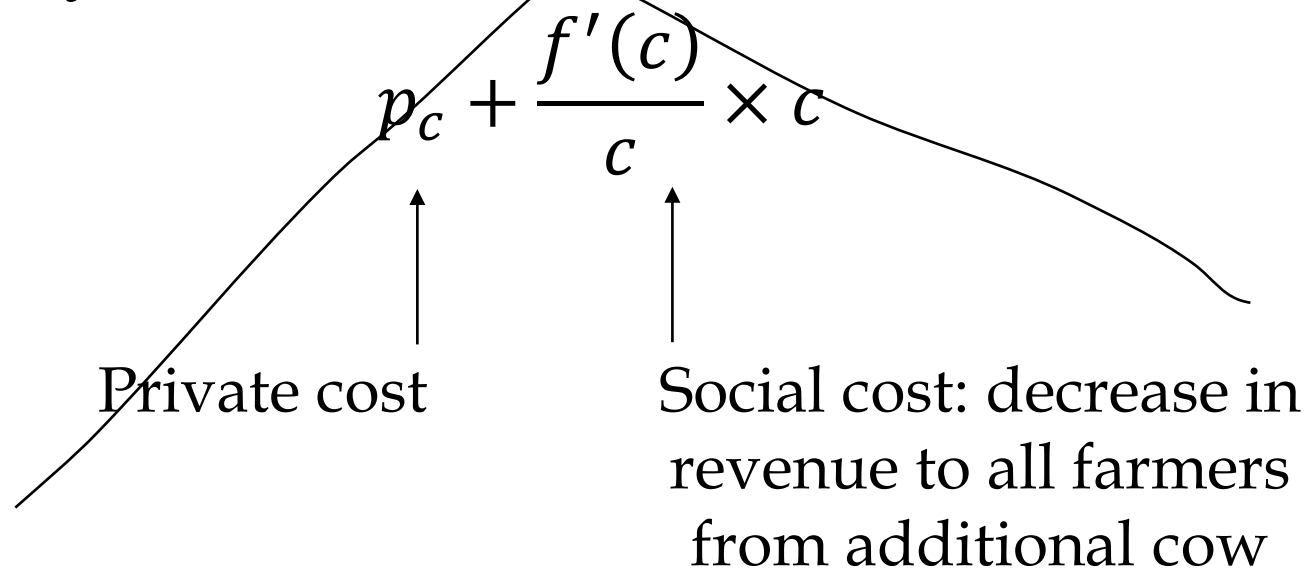 p_c + f′(c)/c × c
Private cost
Social cost: decrease in
revenue to all farmers
from additional cow